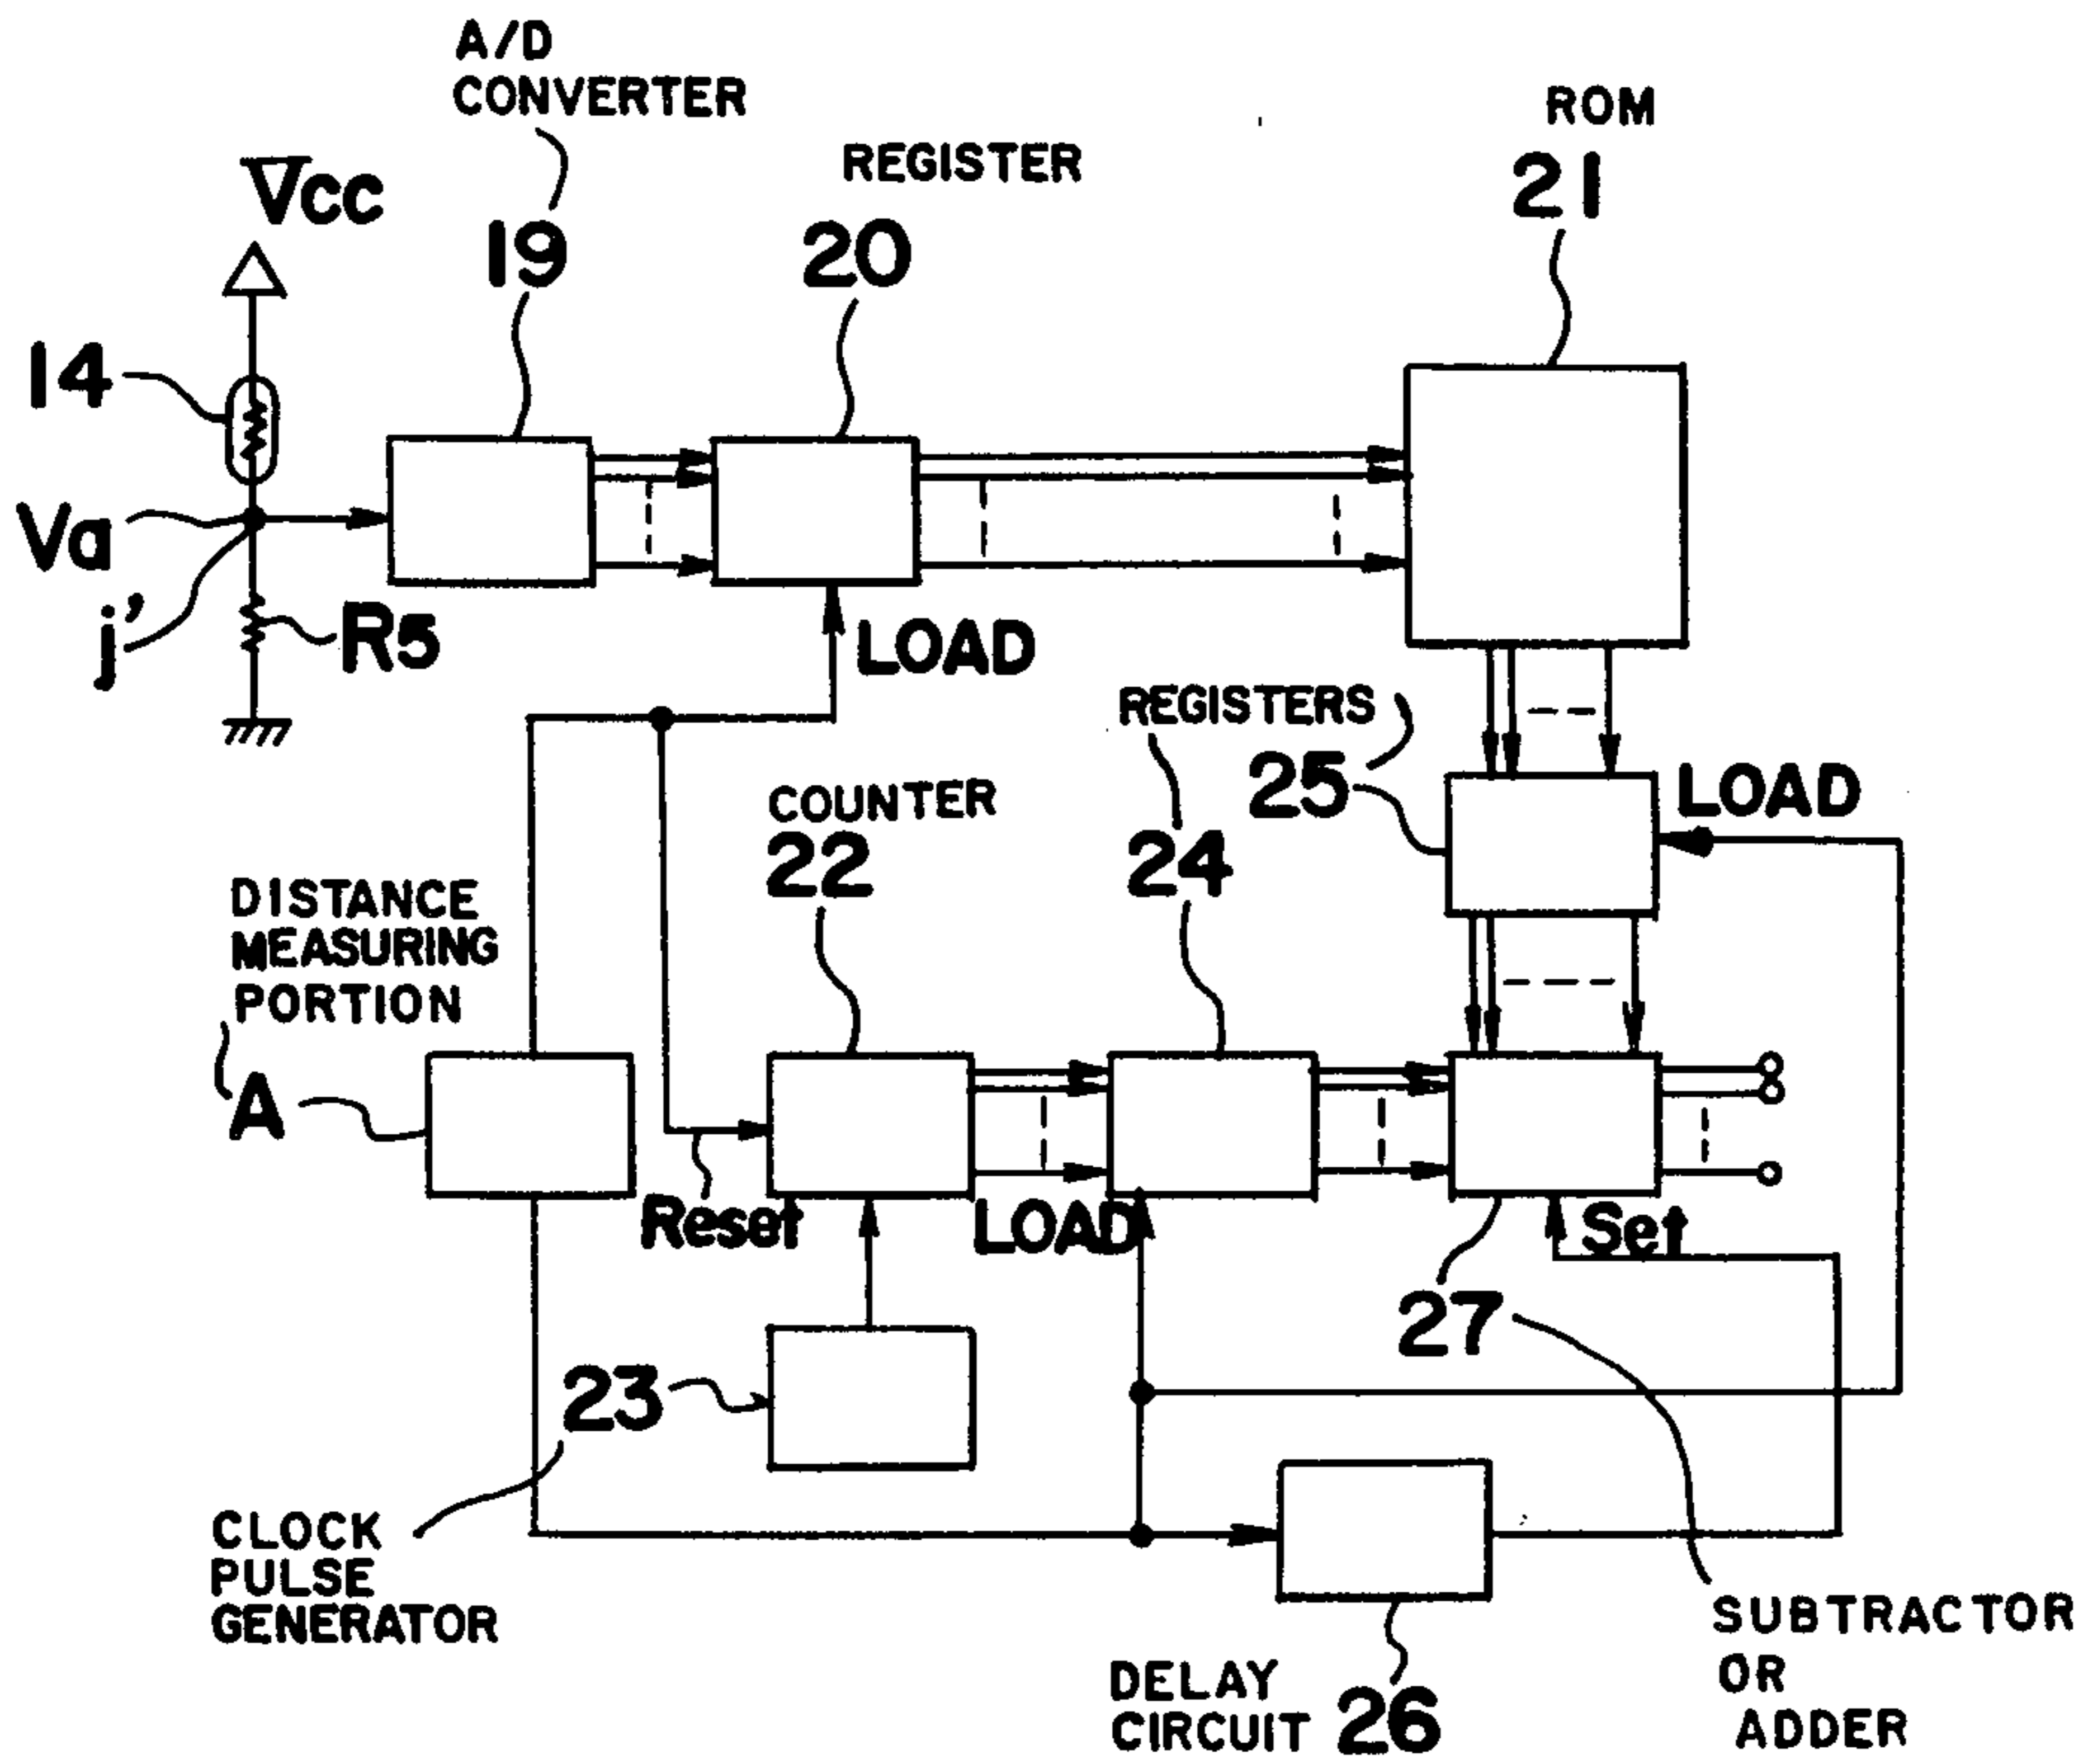 A/D
CONVERTER
REGISTER
ROM
Vcc
19
20
21
14
Va
j'
R5
LOAD
REGISTERS
25
LOAD
COUNTER
22
24
DISTANCE
MEASURING
PORTION
A
Reset
LOAD
Set
27
23
CLOCK
PULSE
GENERATOR
DELAY
CIRCUIT 26
SUBTRACTOR
OR
ADDER